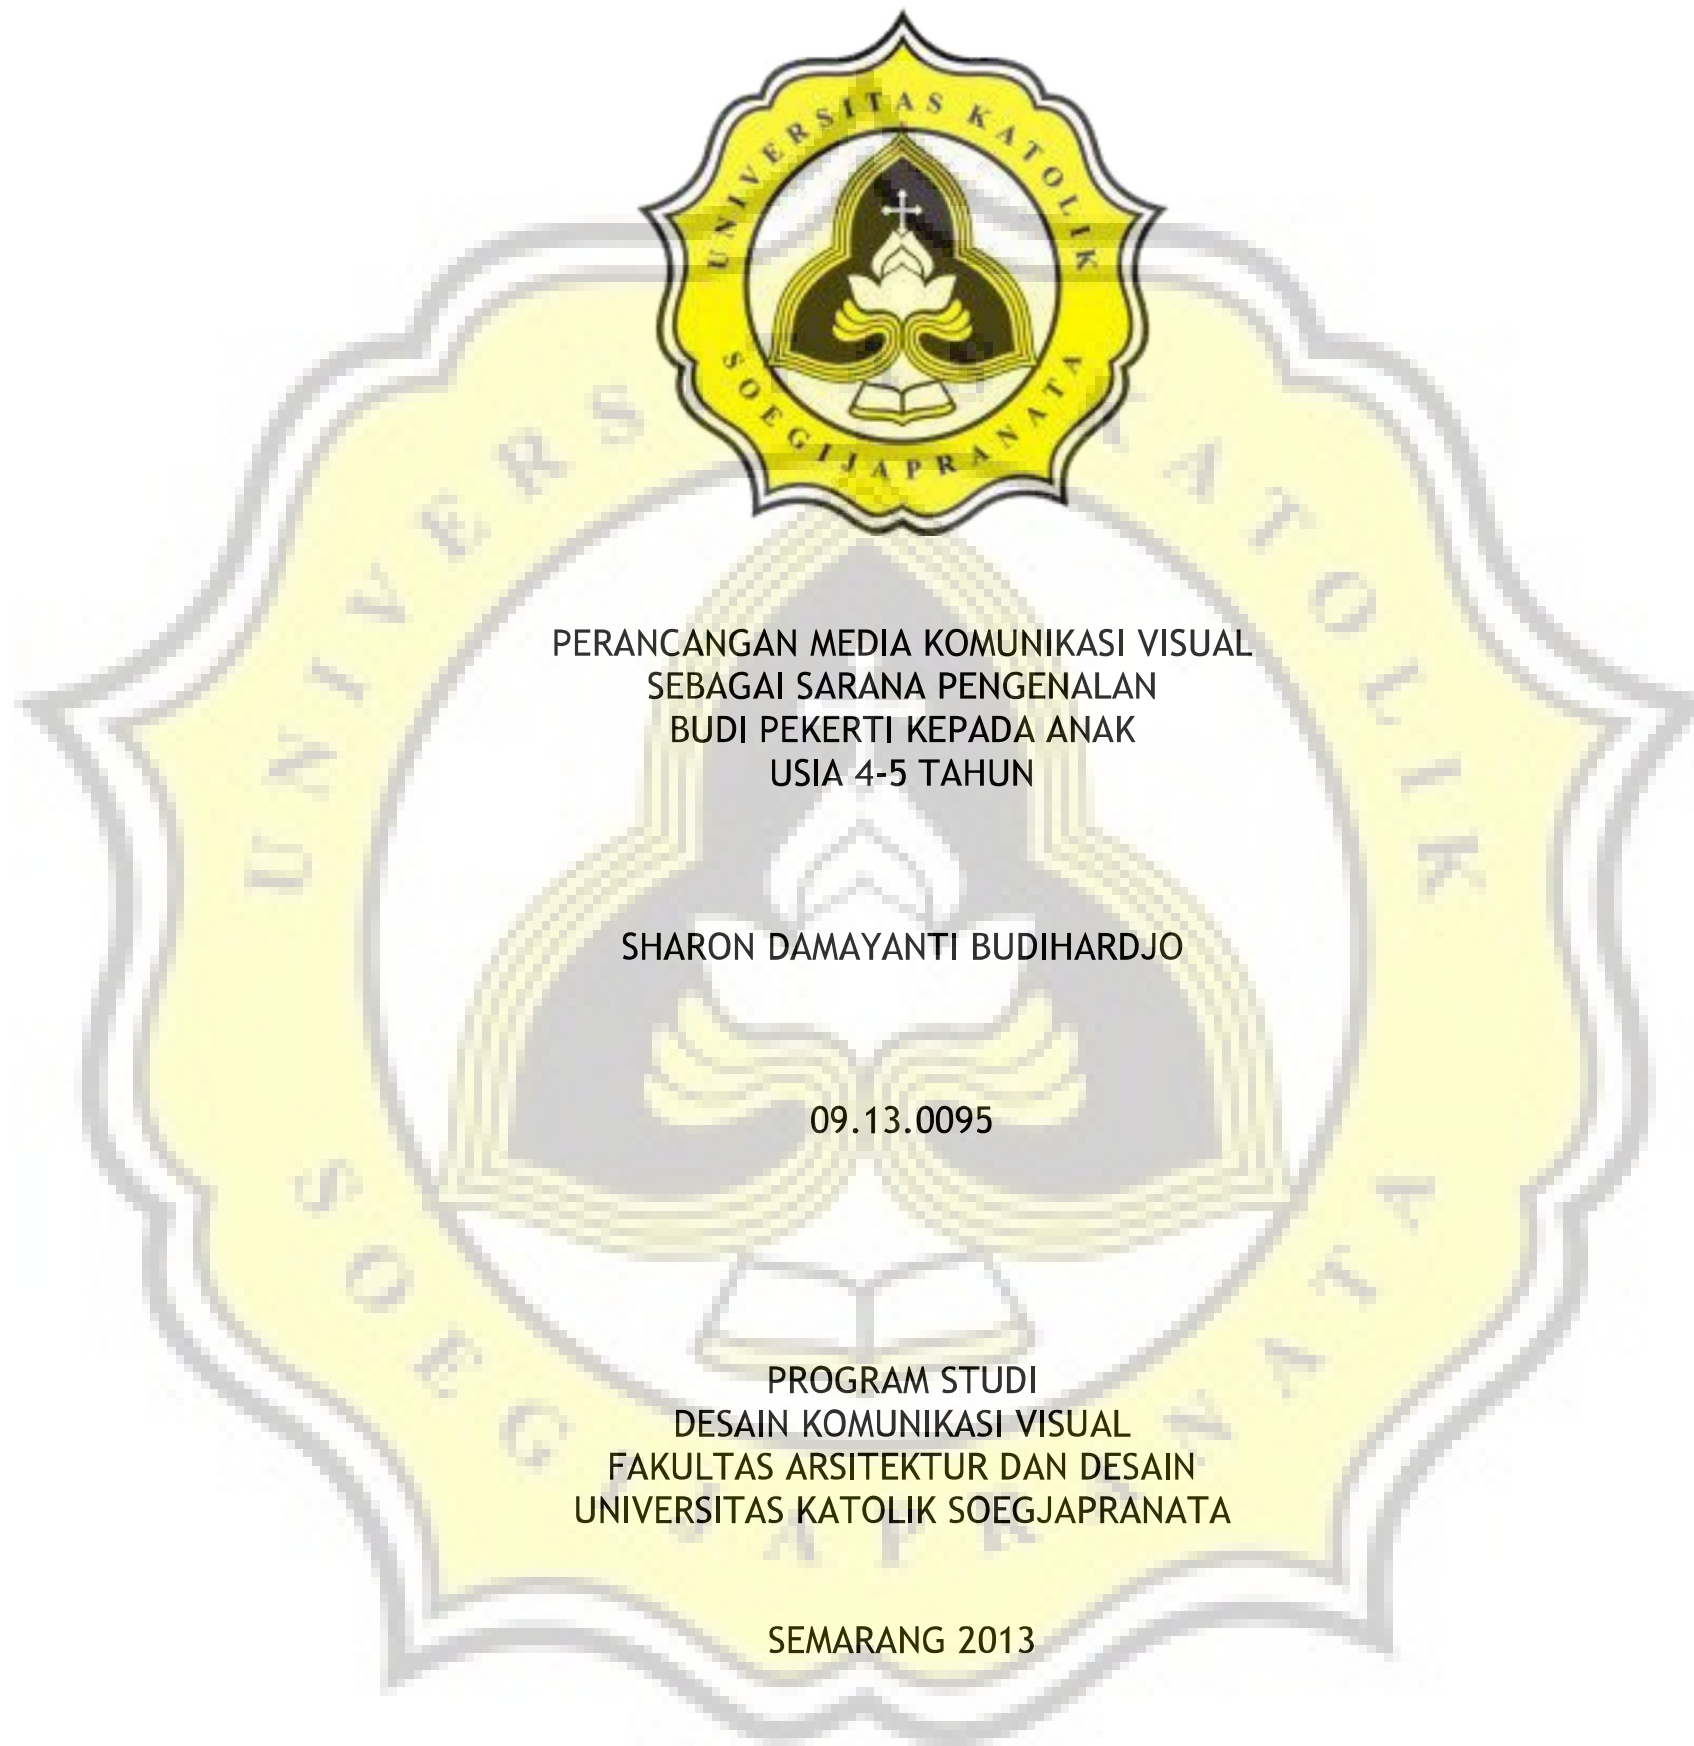 UNIVERSITAS KATOLIK
SOEGIJAPRANATA
PERANCANGAN MEDIA KOMUNIKASI VISUAL
SEBAGAI SARANA PENGENALAN
BUDI PEKERTI KEPADA ANAK
USIA 4-5 TAHUN
SHARON DAMAYANTI BUDIHARDJO
09.13.0095
PROGRAM STUDI
DESAIN KOMUNIKASI VISUAL
FAKULTAS ARSITEKTUR DAN DESAIN
UNIVERSITAS KATOLIK SOEGJAPRANATA
SEMARANG 2013